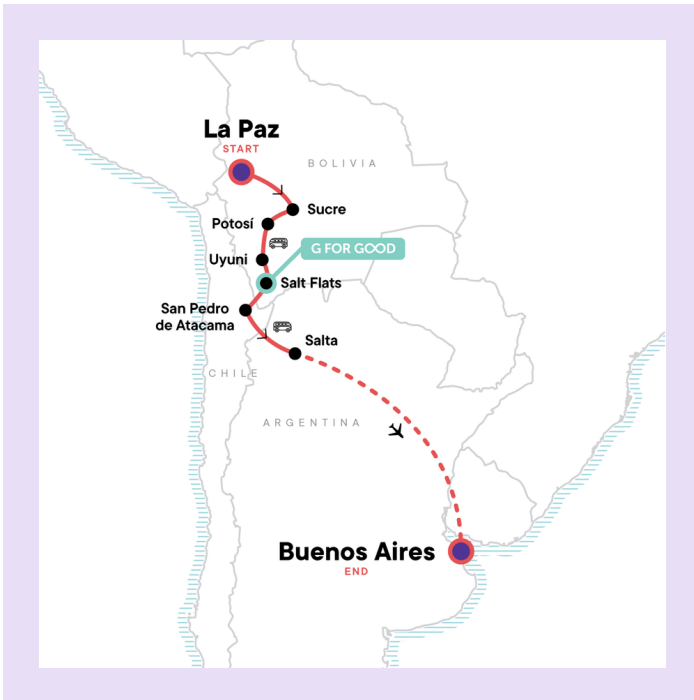 La Paz
START
BOLIVIA
Sucre
Potosí
G FOR GOOD
Uyuni
Salt Flats
San Pedro
de Atacama
Salta
CHILE
ARGENTINA
Buenos Aires
END